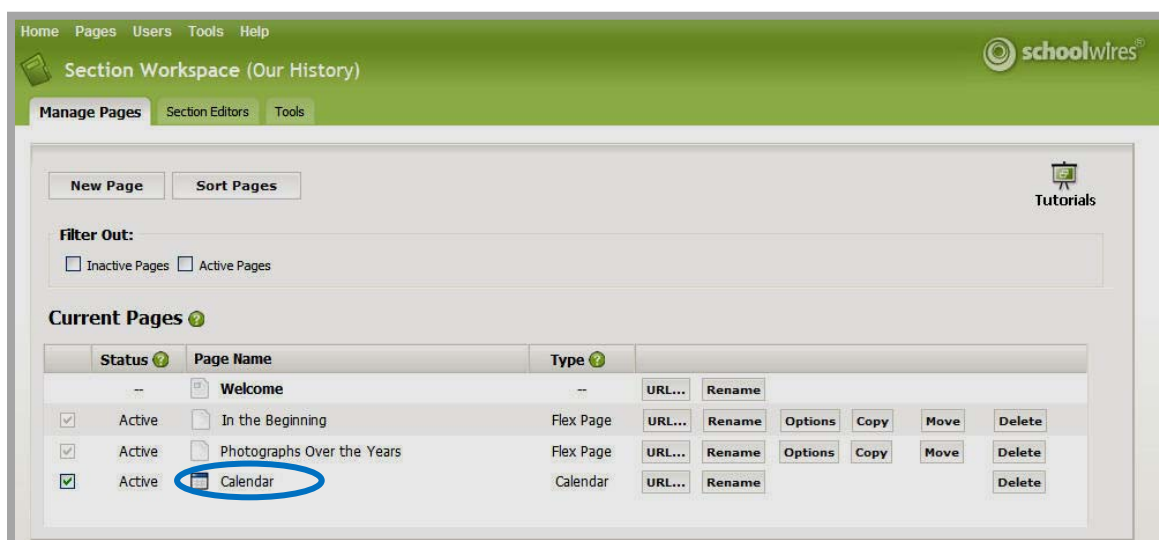 Home Pages Users Tools Help
schoolwires®
Section Workspace (Our History)
Manage Pages Section Editors Tools
New Page Sort Pages
Tutorials
Filter Out:
Inactive Pages Active Pages
Current Pages ?
Status ? Page Name Type ?
-- Welcome -- URL... Rename
Active In the Beginning Flex Page URL... Rename Options Copy Move Delete
Active Photographs Over the Years Flex Page URL... Rename Options Copy Move Delete
Active Calendar Calendar URL... Rename Delete